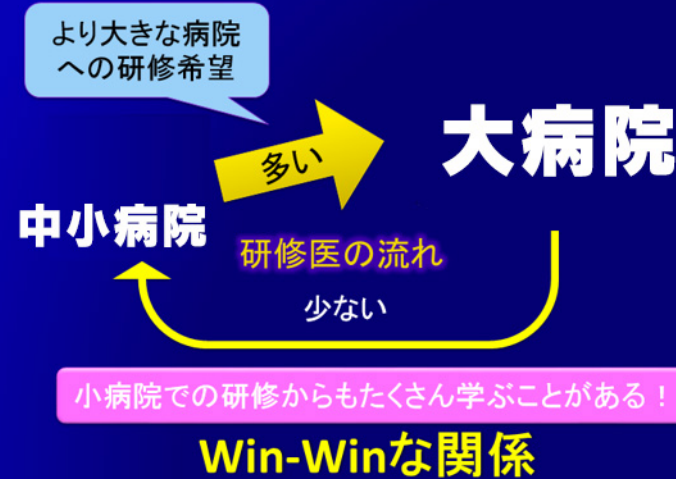 より大きな病院
への研修希望
多い
大病院
中小病院
研修医の流れ
少ない
小病院での研修からもたくさん学ぶことがある！
Win-Winな関係